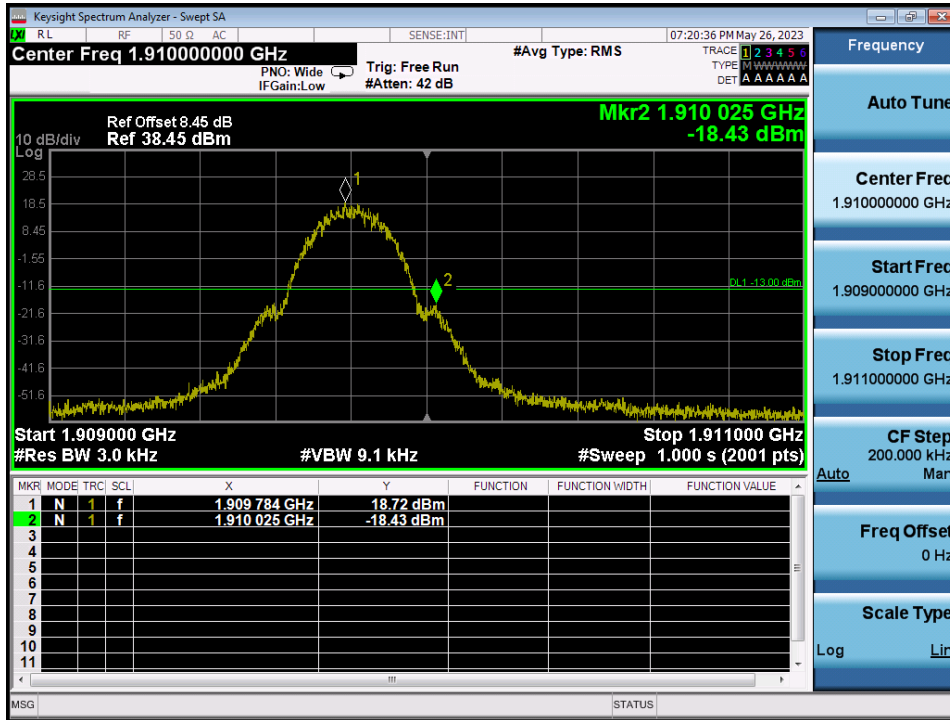 Keysight Spectrum Analyzer - Swept SA
LXI RL RF 50 Ω AC SENSE:INT 07:20:36 PM May 26, 2023
Center Freq 1.910000000 GHz #Avg Type: RMS TRACE 1 2 3 4 5 6
PNO: Wide Trig: Free Run TYPE M WWWWW
IFGain:Low #Atten: 42 dB DET A A A A A A
Mkr2 1.910 025 GHz
Ref Offset 8.45 dB
10 dB/div Ref 38.45 dBm -18.43 dBm
Log
28.5
18.5
8.45
-1.55
-11.6
-21.6
-31.6
-41.6
-51.6
1
2
DL1 -13.00 dBm
Start 1.909000 GHz Stop 1.911000 GHz
#Res BW 3.0 kHz #VBW 9.1 kHz #Sweep 1.000 s (2001 pts)
MKR MODE TRC SCL X Y FUNCTION FUNCTION WIDTH FUNCTION VALUE
1 N 1 f 1.909 784 GHz 18.72 dBm
2 N 1 f 1.910 025 GHz -18.43 dBm
3
4
5
6
7
8
9
10
11
MSG STATUS
Frequency
Auto Tune
Center Freq
1.910000000 GHz
Start Freq
1.909000000 GHz
Stop Freq
1.911000000 GHz
CF Step
200.000 kHz
Auto Man
Freq Offset
0 Hz
Scale Type
Log Lin